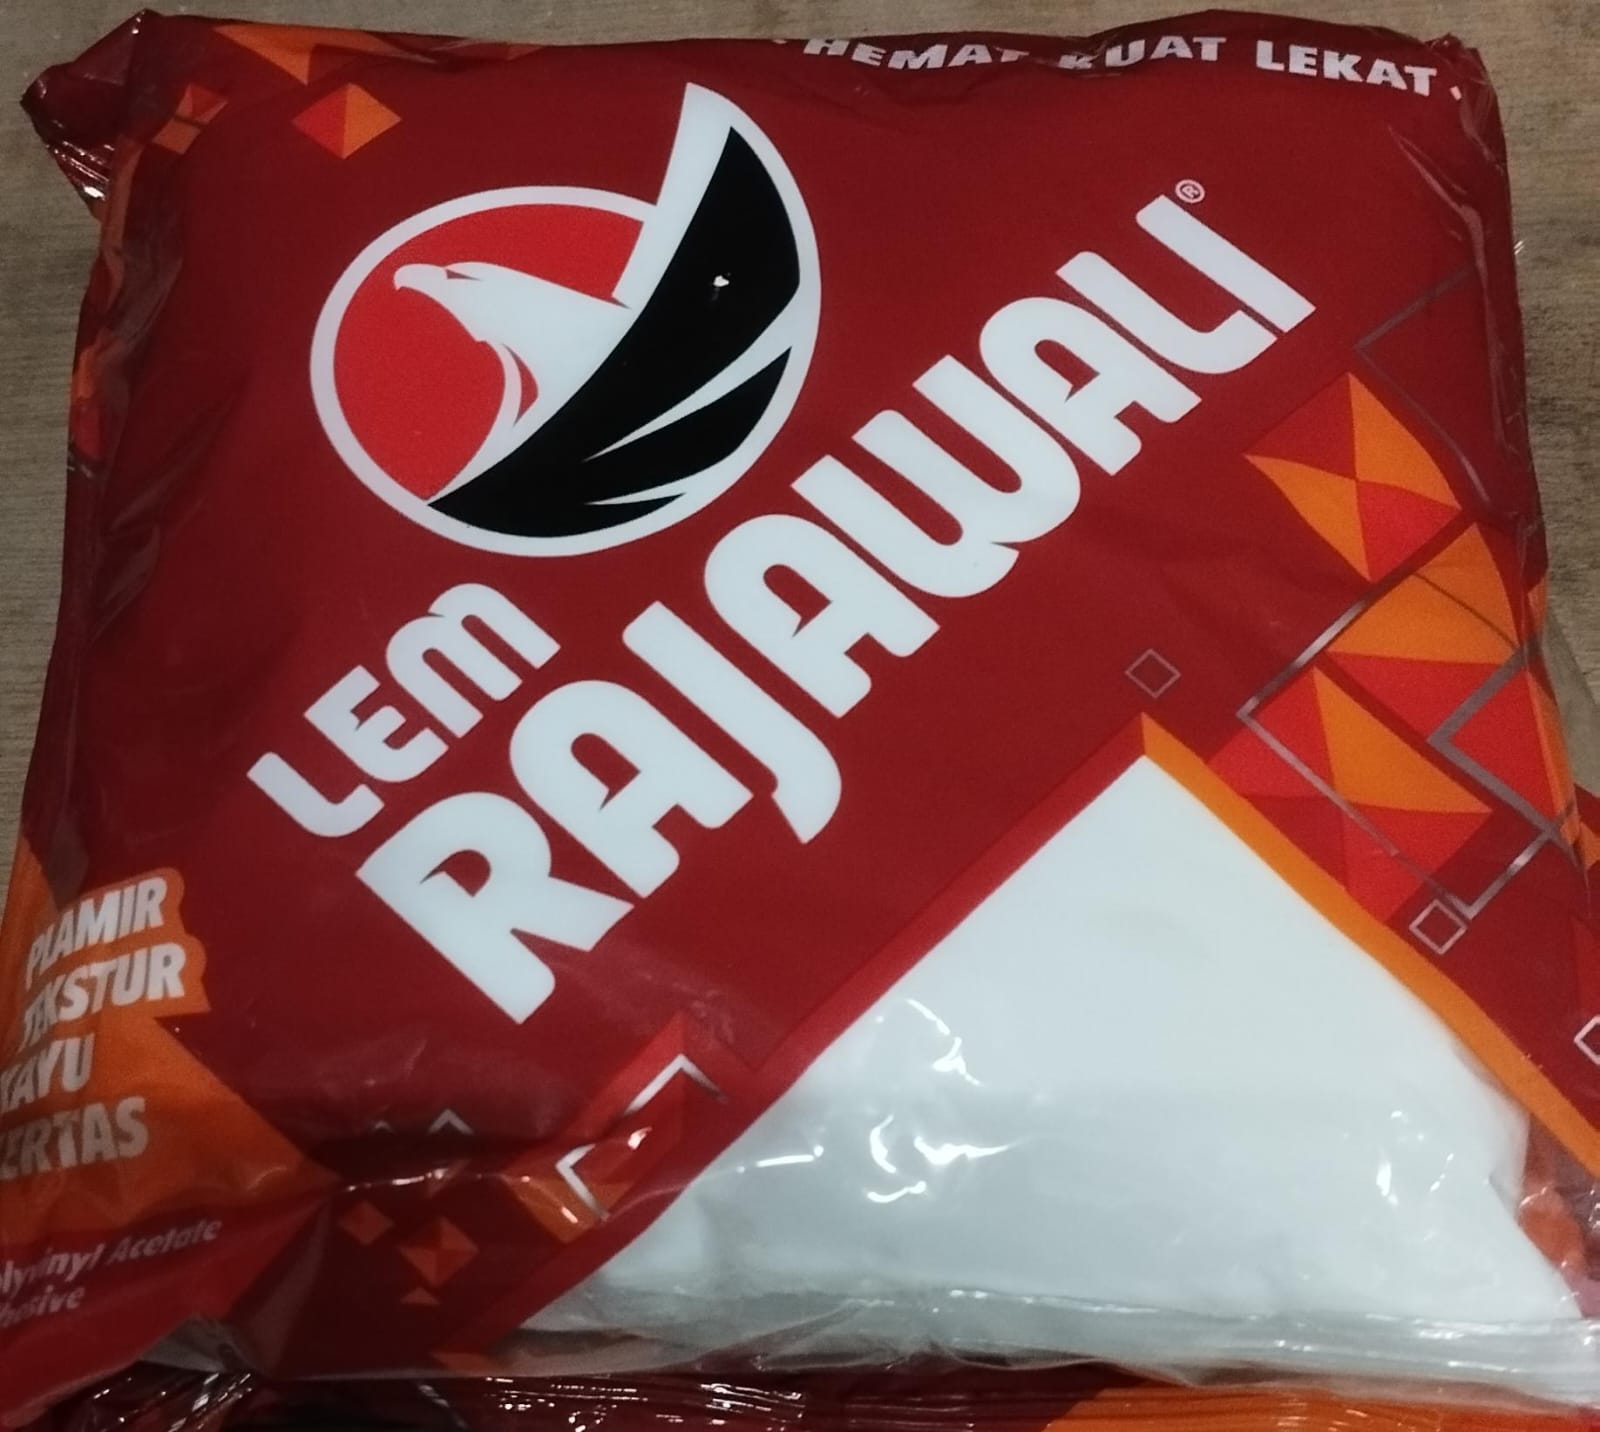 HEMAT KUAT LEKAT
LEM
RAJAWALI®
PLAMIR
TEKSTUR
KAYU
KERTAS
Acetate